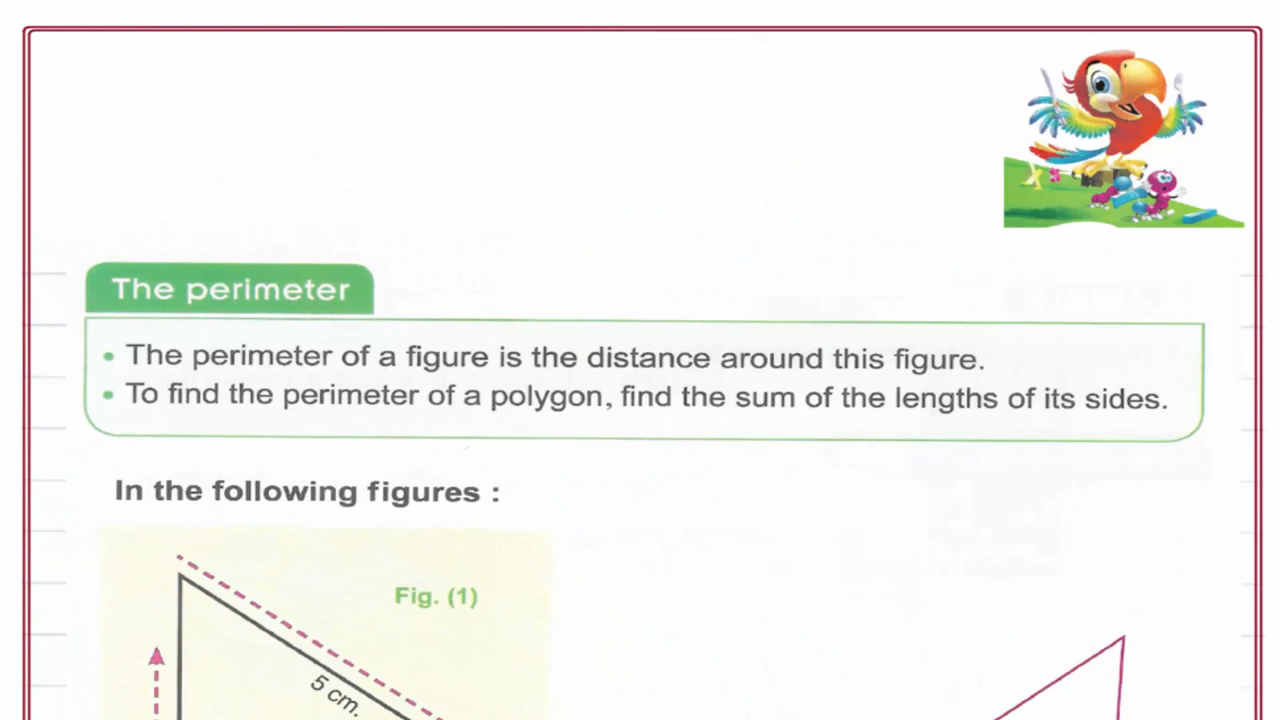 The perimeter
• The perimeter of a figure is the distance around this figure.
• To find the perimeter of a polygon, find the sum of the lengths of its sides.
In the following figures :
Fig. (1)
5 cm.